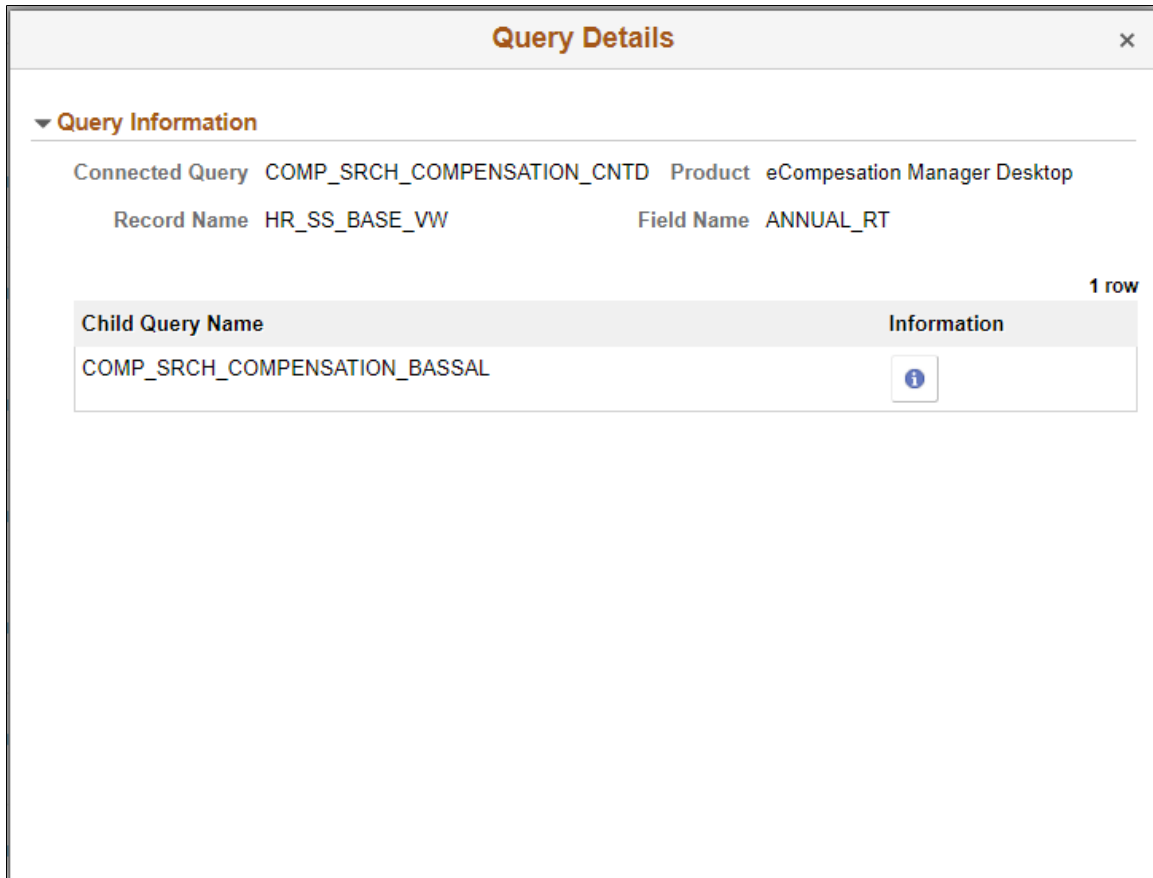 Query Details
Query Information
Connected Query COMP_SRCH_COMPENSATION_CNTD Product eCompesation Manager Desktop
Record Name HR_SS_BASE_VW Field Name ANNUAL_RT
1 row
Child Query Name Information
COMP_SRCH_COMPENSATION_BASSAL